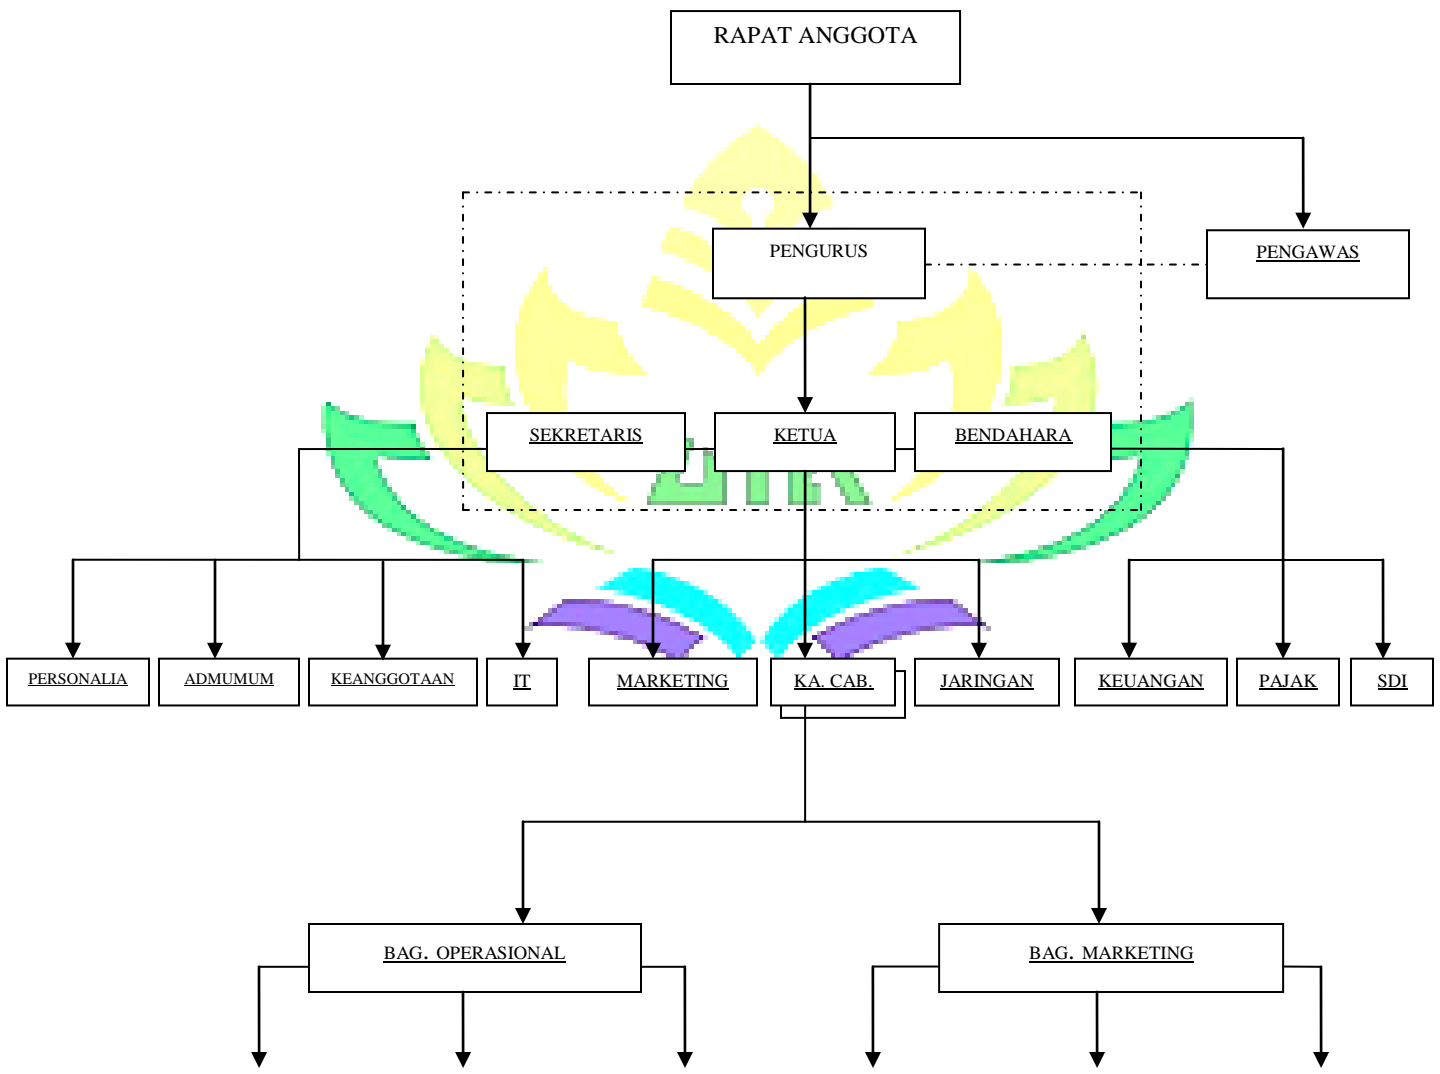 RAPAT ANGGOTA
PENGURUS
PENGAWAS
SEKRETARIS
KETUA
BENDAHARA
PERSONALIA
ADMUMUM
KEANGGOTAAN
IT
MARKETING
KA. CAB.
JARINGAN
KEUANGAN
PAJAK
SDI
BAG. OPERASIONAL
BAG. MARKETING